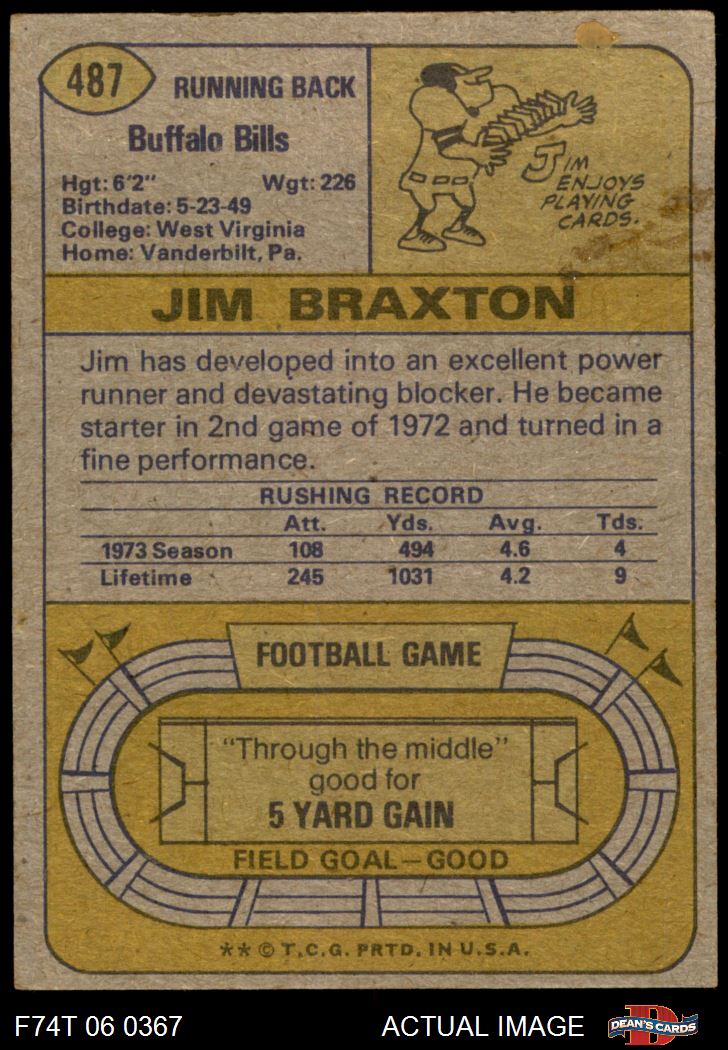 487
RUNNING BACK
Buffalo Bills
Hgt: 6'2" Wgt: 226
Birthdate: 5-23-49
College: West Virginia
Home: Vanderbilt, Pa.
JIM
ENJOYS
PLAYING
CARDS.
JIM BRAXTON
Jim has developed into an excellent power
runner and devastating blocker. He became
starter in 2nd game of 1972 and turned in a
fine performance.
RUSHING RECORD
Att. Yds. Avg. Tds.
1973 Season 108 494 4.6 4
Lifetime 245 1031 4.2 9
FOOTBALL GAME
"Through the middle"
good for
5 YARD GAIN
FIELD GOAL—GOOD
** © T.C.G. PRTD. IN U.S.A.
F74T 06 0367 ACTUAL IMAGE
D
DEAN'S CARDS